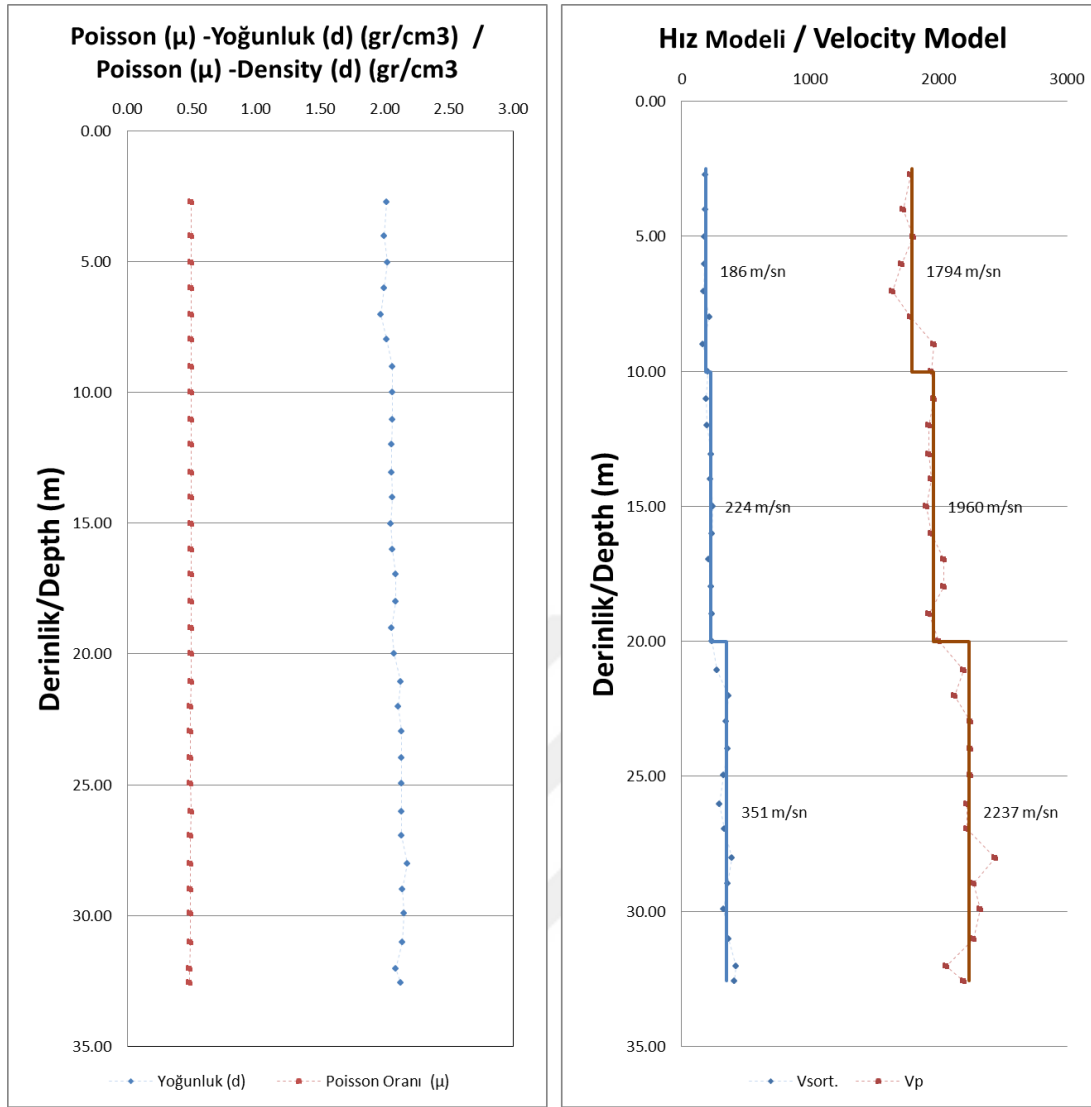 Poisson (µ) -Yoğunluk (d) (gr/cm3)  /
Poisson (µ) -Density (d) (gr/cm3
0.00 0.50 1.00 1.50 2.00 2.50 3.00
0.00
5.00
10.00
15.00
20.00
25.00
30.00
35.00
Derinlik/Depth (m)
Yoğunluk (d) Poisson Oranı (µ)
Hız Modeli / Velocity Model
0 1000 2000 3000
0.00
5.00
186 m/sn 1794 m/sn
10.00
15.00
224 m/sn 1960 m/sn
20.00
25.00
351 m/sn 2237 m/sn
30.00
35.00
Derinlik/Depth (m)
Vsort. Vp